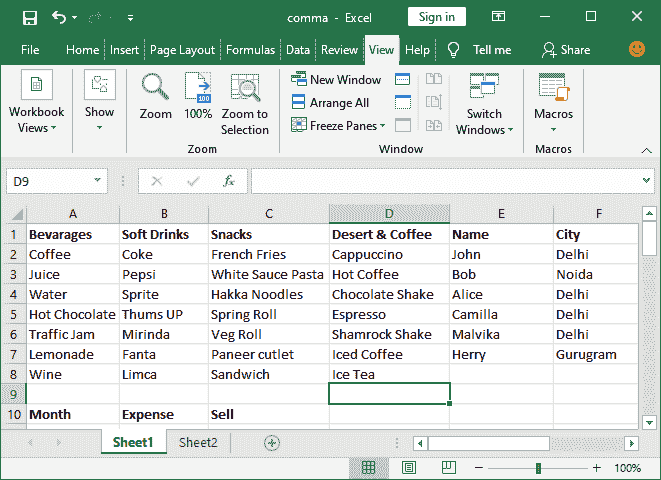 comma - Excel
Sign in
File Home Insert Page Layout Formulas Data Review View Help Tell me Share
Workbook Views
Show
Zoom
100
100%
Zoom to Selection
Zoom
New Window
Arrange All
Freeze Panes
Switch Windows
Window
Macros
Macros
D9 fx
A B C D E F
1 Bevarages Soft Drinks Snacks Desert & Coffee Name City
2 Coffee Coke French Fries Cappuccino John Delhi
3 Juice Pepsi White Sauce Pasta Hot Coffee Bob Noida
4 Water Sprite Hakka Noodles Chocolate Shake Alice Delhi
5 Hot Chocolate Thums UP Spring Roll Espresso Camilla Delhi
6 Traffic Jam Mirinda Veg Roll Shamrock Shake Malvika Delhi
7 Lemonade Fanta Paneer cutlet Iced Coffee Herry Gurugram
8 Wine Limca Sandwich Ice Tea
9
10 Month Expense Sell
Sheet1 Sheet2
100%